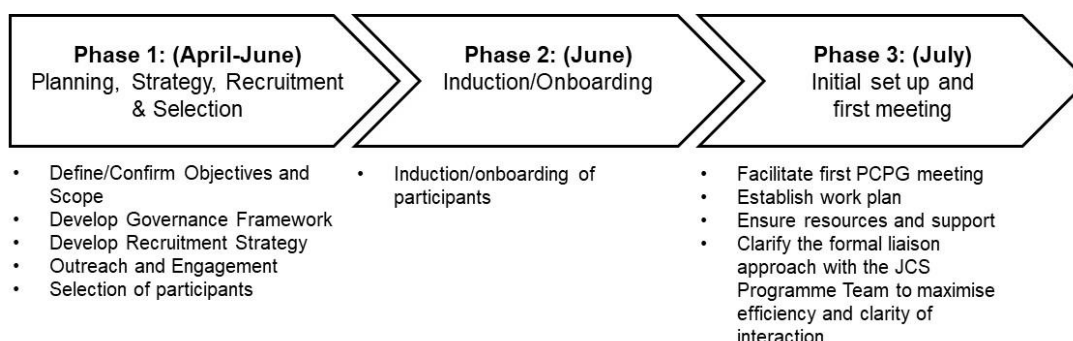 Phase 1: (April-June)
Planning, Strategy, Recruitment
& Selection
• Define/Confirm Objectives and
Scope
• Develop Governance Framework
• Develop Recruitment Strategy
• Outreach and Engagement
• Selection of participants
Phase 2: (June)
Induction/Onboarding
• Induction/onboarding of
participants
Phase 3: (July)
Initial set up and
first meeting
• Facilitate first PCPG meeting
• Establish work plan
• Ensure resources and support
• Clarify the formal liaison
approach with the JCS
Programme Team to maximise
efficiency and clarity of
interaction